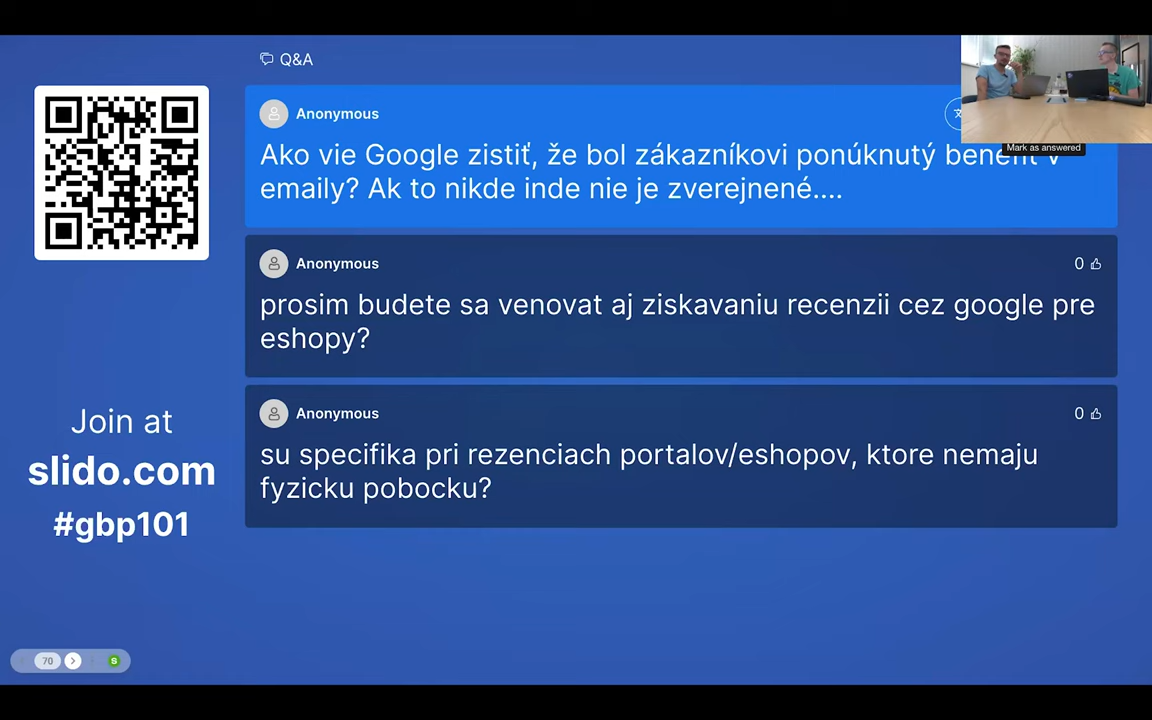 Q&A
Anonymous
Ako vie Google zistiť, že bol zákazníkovi ponúknutý benefit v
emaily? Ak to nikde inde nie je zverejnené....
Mark as answered
Anonymous
0
prosim budete sa venovat aj ziskavaniu recenzii cez google pre
eshopy?
Anonymous
0
su specifika pri rezenciach portalov/eshopov, ktore nemaju
fyzicku pobocku?
Join at
slido.com
#gbp101
70
S